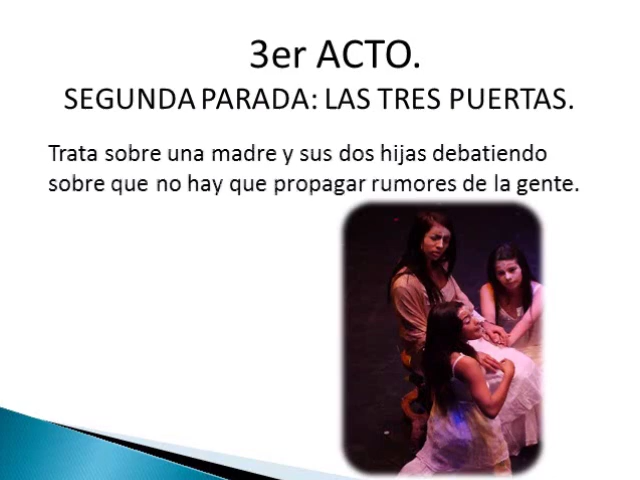 3er ACTO.
SEGUNDA PARADA: LAS TRES PUERTAS.
Trata sobre una madre y sus dos hijas debatiendo
sobre que no hay que propagar rumores de la gente.